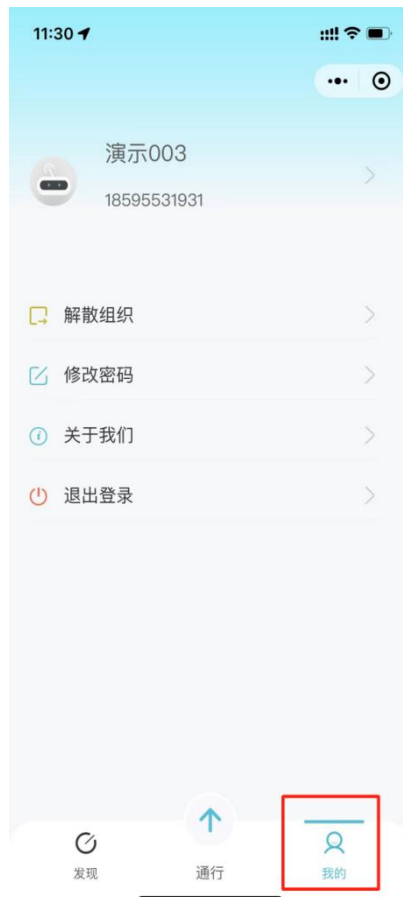 11:30
演示003
18595531931
解散组织
修改密码
关于我们
退出登录
发现
通行
我的